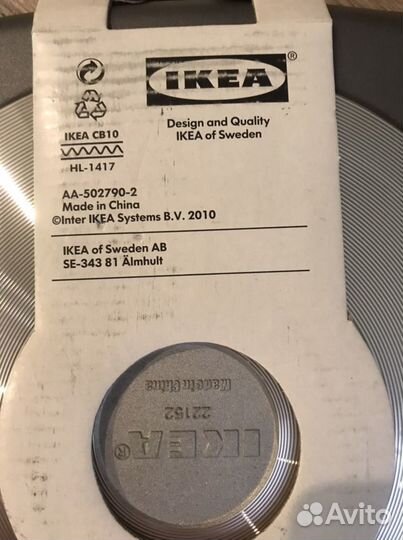 IKEA®
Design and Quality
IKEA of Sweden
IKEA CB10
HL-1417
AA-502790-2
Made in China
©Inter IKEA Systems B.V. 2010
IKEA of Sweden AB
SE-343 81 Älmhult
IKEA®
22152
Made in China
Avito